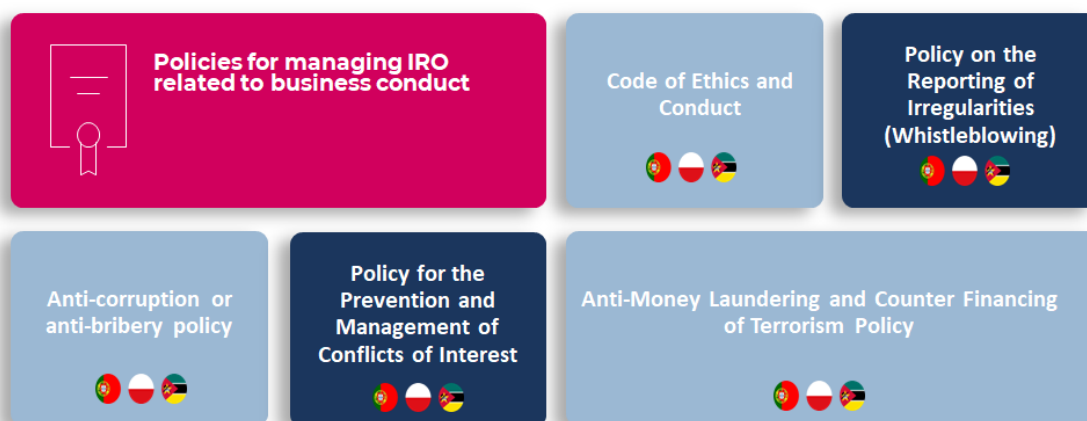 Policies for managing IRO
related to business conduct
Code of Ethics and
Conduct
Policy on the
Reporting of
Irregularities
(Whistleblowing)
Anti-corruption or
anti-bribery policy
Policy for the
Prevention and
Management of
Conflicts of Interest
Anti-Money Laundering and Counter Financing
of Terrorism Policy